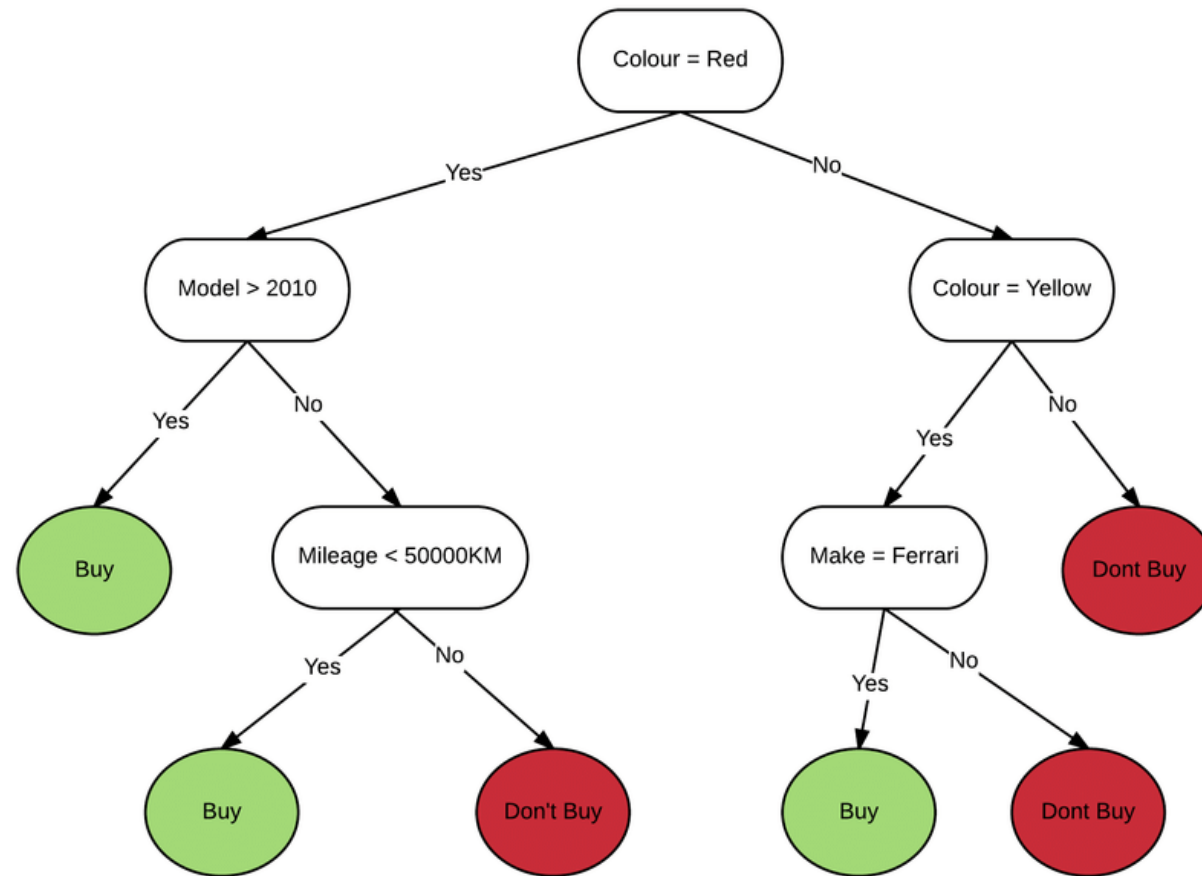 Colour = Red
Yes
No
Model > 2010
Colour = Yellow
Yes
No
Yes
No
Buy
Mileage < 50000KM
Make = Ferrari
Dont Buy
Yes
No
Yes
No
Buy
Don't Buy
Buy
Dont Buy